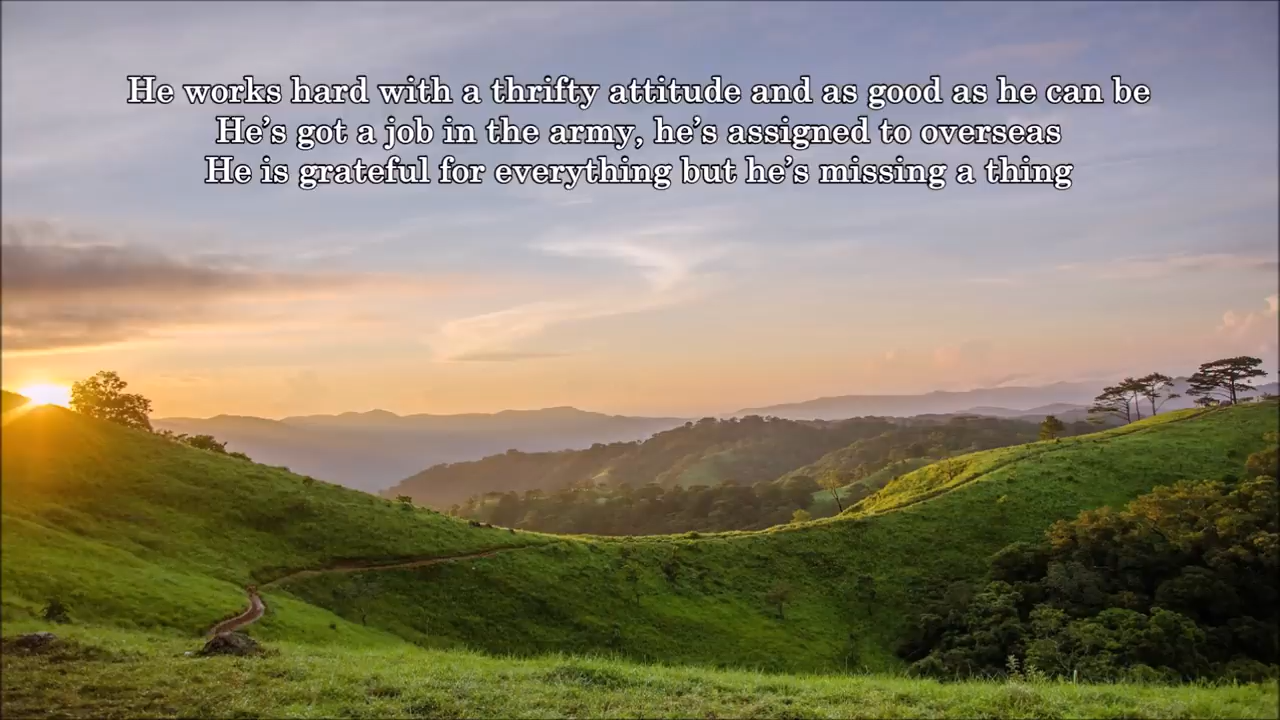 He works hard with a thrifty attitude and as good as he can be
He’s got a job in the army, he’s assigned to overseas
He is grateful for everything but he’s missing a thing